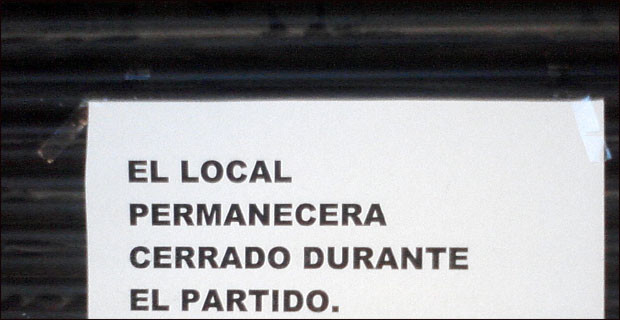 EL LOCAL
PERMANECERA
CERRADO DURANTE
EL PARTIDO.